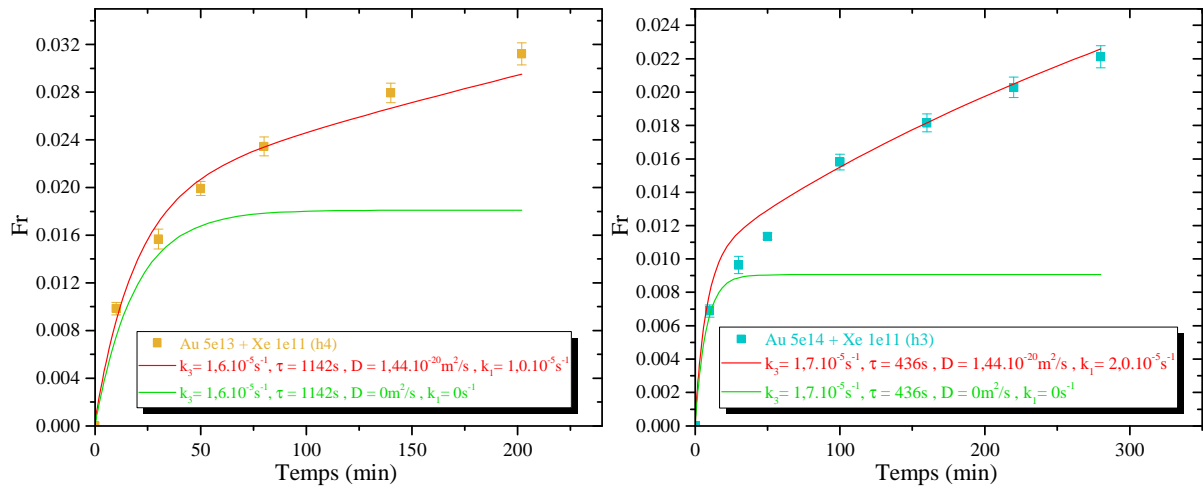 0.032
0.028
0.024
0.020
0.016
0.012
0.008
0.004
0.000
Fr
0 50 100 150 200
Temps (min)
Au 5e13 + Xe 1e11 (h4)
k₃= 1,6.10⁻⁵s⁻¹, τ = 1142s , D = 1,44.10⁻²⁰m²/s , k₁= 1,0.10⁻⁵s⁻¹
k₃= 1,6.10⁻⁵s⁻¹, τ = 1142s , D = 0m²/s , k₁= 0s⁻¹
0.024
0.022
0.020
0.018
0.016
0.014
0.012
0.010
0.008
0.006
0.004
0.002
0.000
Fr
0 100 200 300
Temps (min)
Au 5e14 + Xe 1e11 (h3)
k₃= 1,7.10⁻⁵s⁻¹, τ = 436s , D = 1,44.10⁻²⁰m²/s , k₁= 2,0.10⁻⁵s⁻¹
k₃= 1,7.10⁻⁵s⁻¹, τ = 436s , D = 0m²/s , k₁= 0s⁻¹